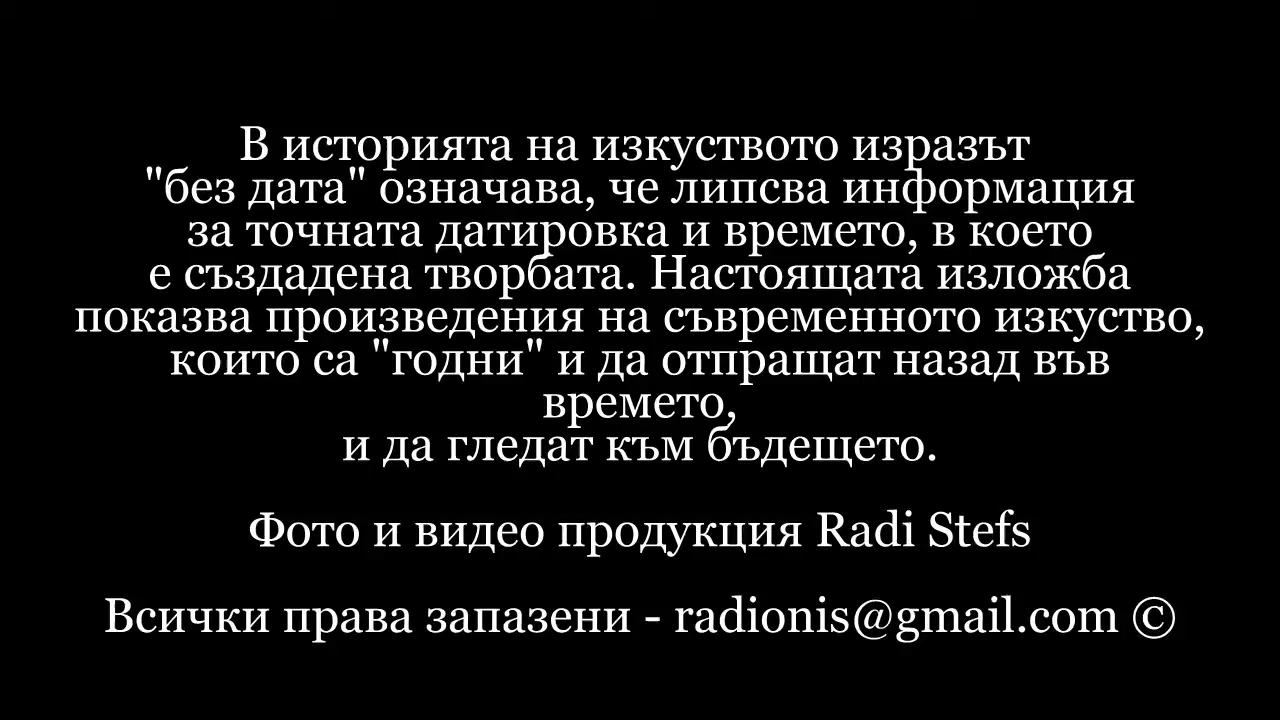 В историята на изкуството изразът
"без дата" означава, че липсва информация
за точната датировка и времето, в което
е създадена творбата. Настоящата изложба
показва произведения на съвременното изкуство,
които са "годни" и да отпращат назад във
времето,
и да гледат към бъдещето.
Фото и видео продукция Radi Stefs
Всички права запазени - radionis@gmail.com ©